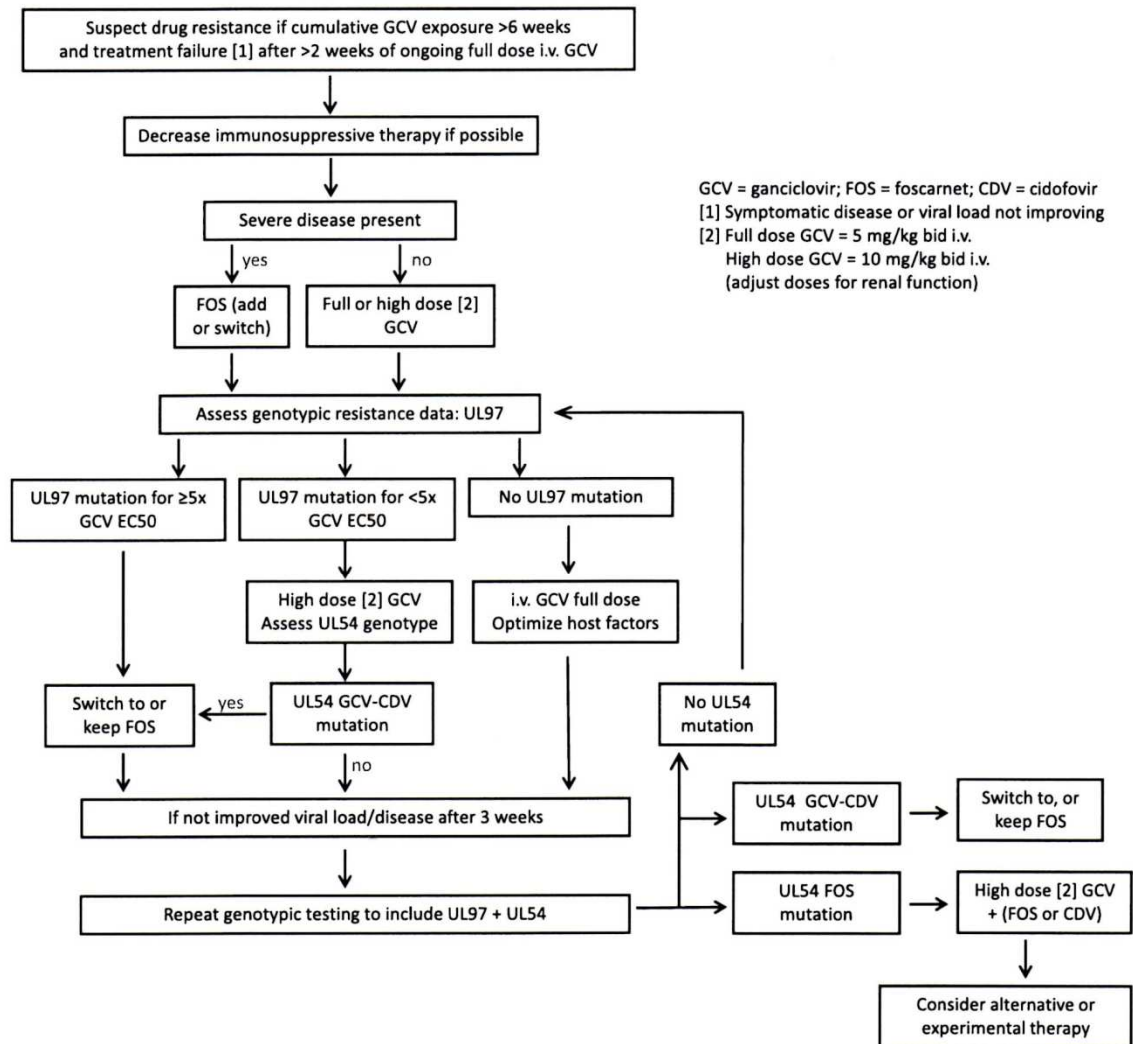 Suspect drug resistance if cumulative GCV exposure >6 weeks
and treatment failure [1] after >2 weeks of ongoing full dose i.v. GCV
Decrease immunosuppressive therapy if possible
GCV = ganciclovir; FOS = foscarnet; CDV = cidofovir
[1] Symptomatic disease or viral load not improving
[2] Full dose GCV = 5 mg/kg bid i.v.
High dose GCV = 10 mg/kg bid i.v.
(adjust doses for renal function)
Severe disease present
yes
no
FOS (add
or switch)
Full or high dose [2]
GCV
Assess genotypic resistance data: UL97
UL97 mutation for ≥5x
GCV EC50
UL97 mutation for <5x
GCV EC50
No UL97 mutation
High dose [2] GCV
Assess UL54 genotype
i.v. GCV full dose
Optimize host factors
Switch to or
keep FOS
yes
UL54 GCV-CDV
mutation
no
No UL54
mutation
If not improved viral load/disease after 3 weeks
UL54 GCV-CDV
mutation
Switch to, or
keep FOS
Repeat genotypic testing to include UL97 + UL54
UL54 FOS
mutation
High dose [2] GCV
+ (FOS or CDV)
Consider alternative or
experimental therapy